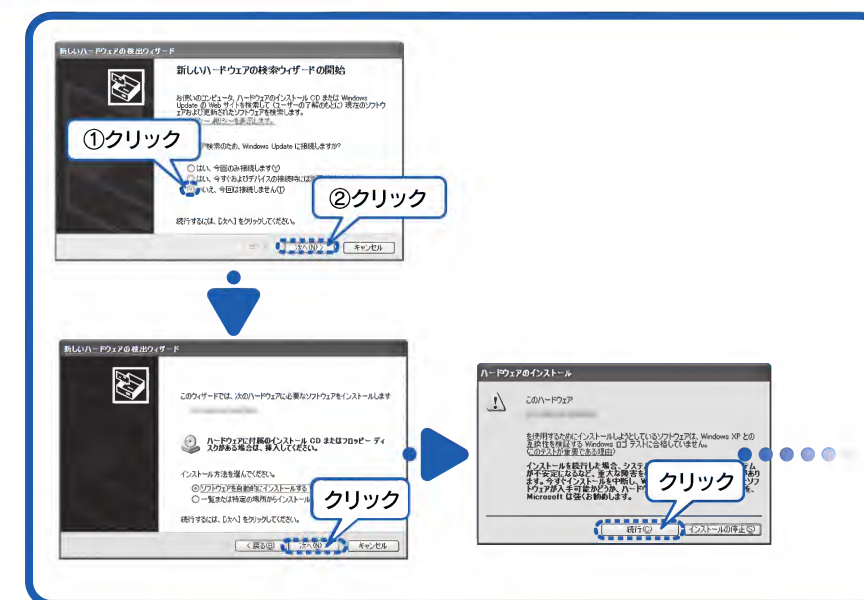 新しいハードウェアの検出ウィザード
新しいハードウェアの検索ウィザードの開始
お使いのコンピュータ、ハードウェアのインストール CD または Windows
Update の Web サイトを検索して (ユーザーの了解のもとに) 現在のソフトウ
ェアおよび更新されたソフトウェアを検索します。
①クリック
検索のため、Windows Update に接続しますか?
はい、今回のみ接続します(Y)
はい、今すぐおよびデバイスの接続時には
いいえ、今回は接続しません(T)
②クリック
続行するには、[次へ] をクリックしてください。
次へ(N) >
キャンセル
新しいハードウェアの検出ウィザード
このウィザードでは、次のハードウェアに必要なソフトウェアをインストールします
ハードウェアに付属のインストール CD またはフロッピー ディ
スクがある場合は、挿入してください。
インストール方法を選んでください。
ソフトウェアを自動的にインストールする
一覧または特定の場所からインストール
クリック
続行するには、[次へ] をクリックしてください。
< 戻る(B)
次へ(N)
キャンセル
ハードウェアのインストール
このハードウェア
を使用するためにインストールしようとしているソフトウェアは、Windows XP との
互換性を検証する Windows ロゴ テストに合格していません。
(このテストが重要である理由)
インストールを続行した場合、システ
が不安定になるなど、重大な障害を
ます。今すぐインストールを中断し、
トウェアが入手可能かどうか、ハード
Microsoft は強くお勧めします。
クリック
続行(C)
インストールの停止(S)